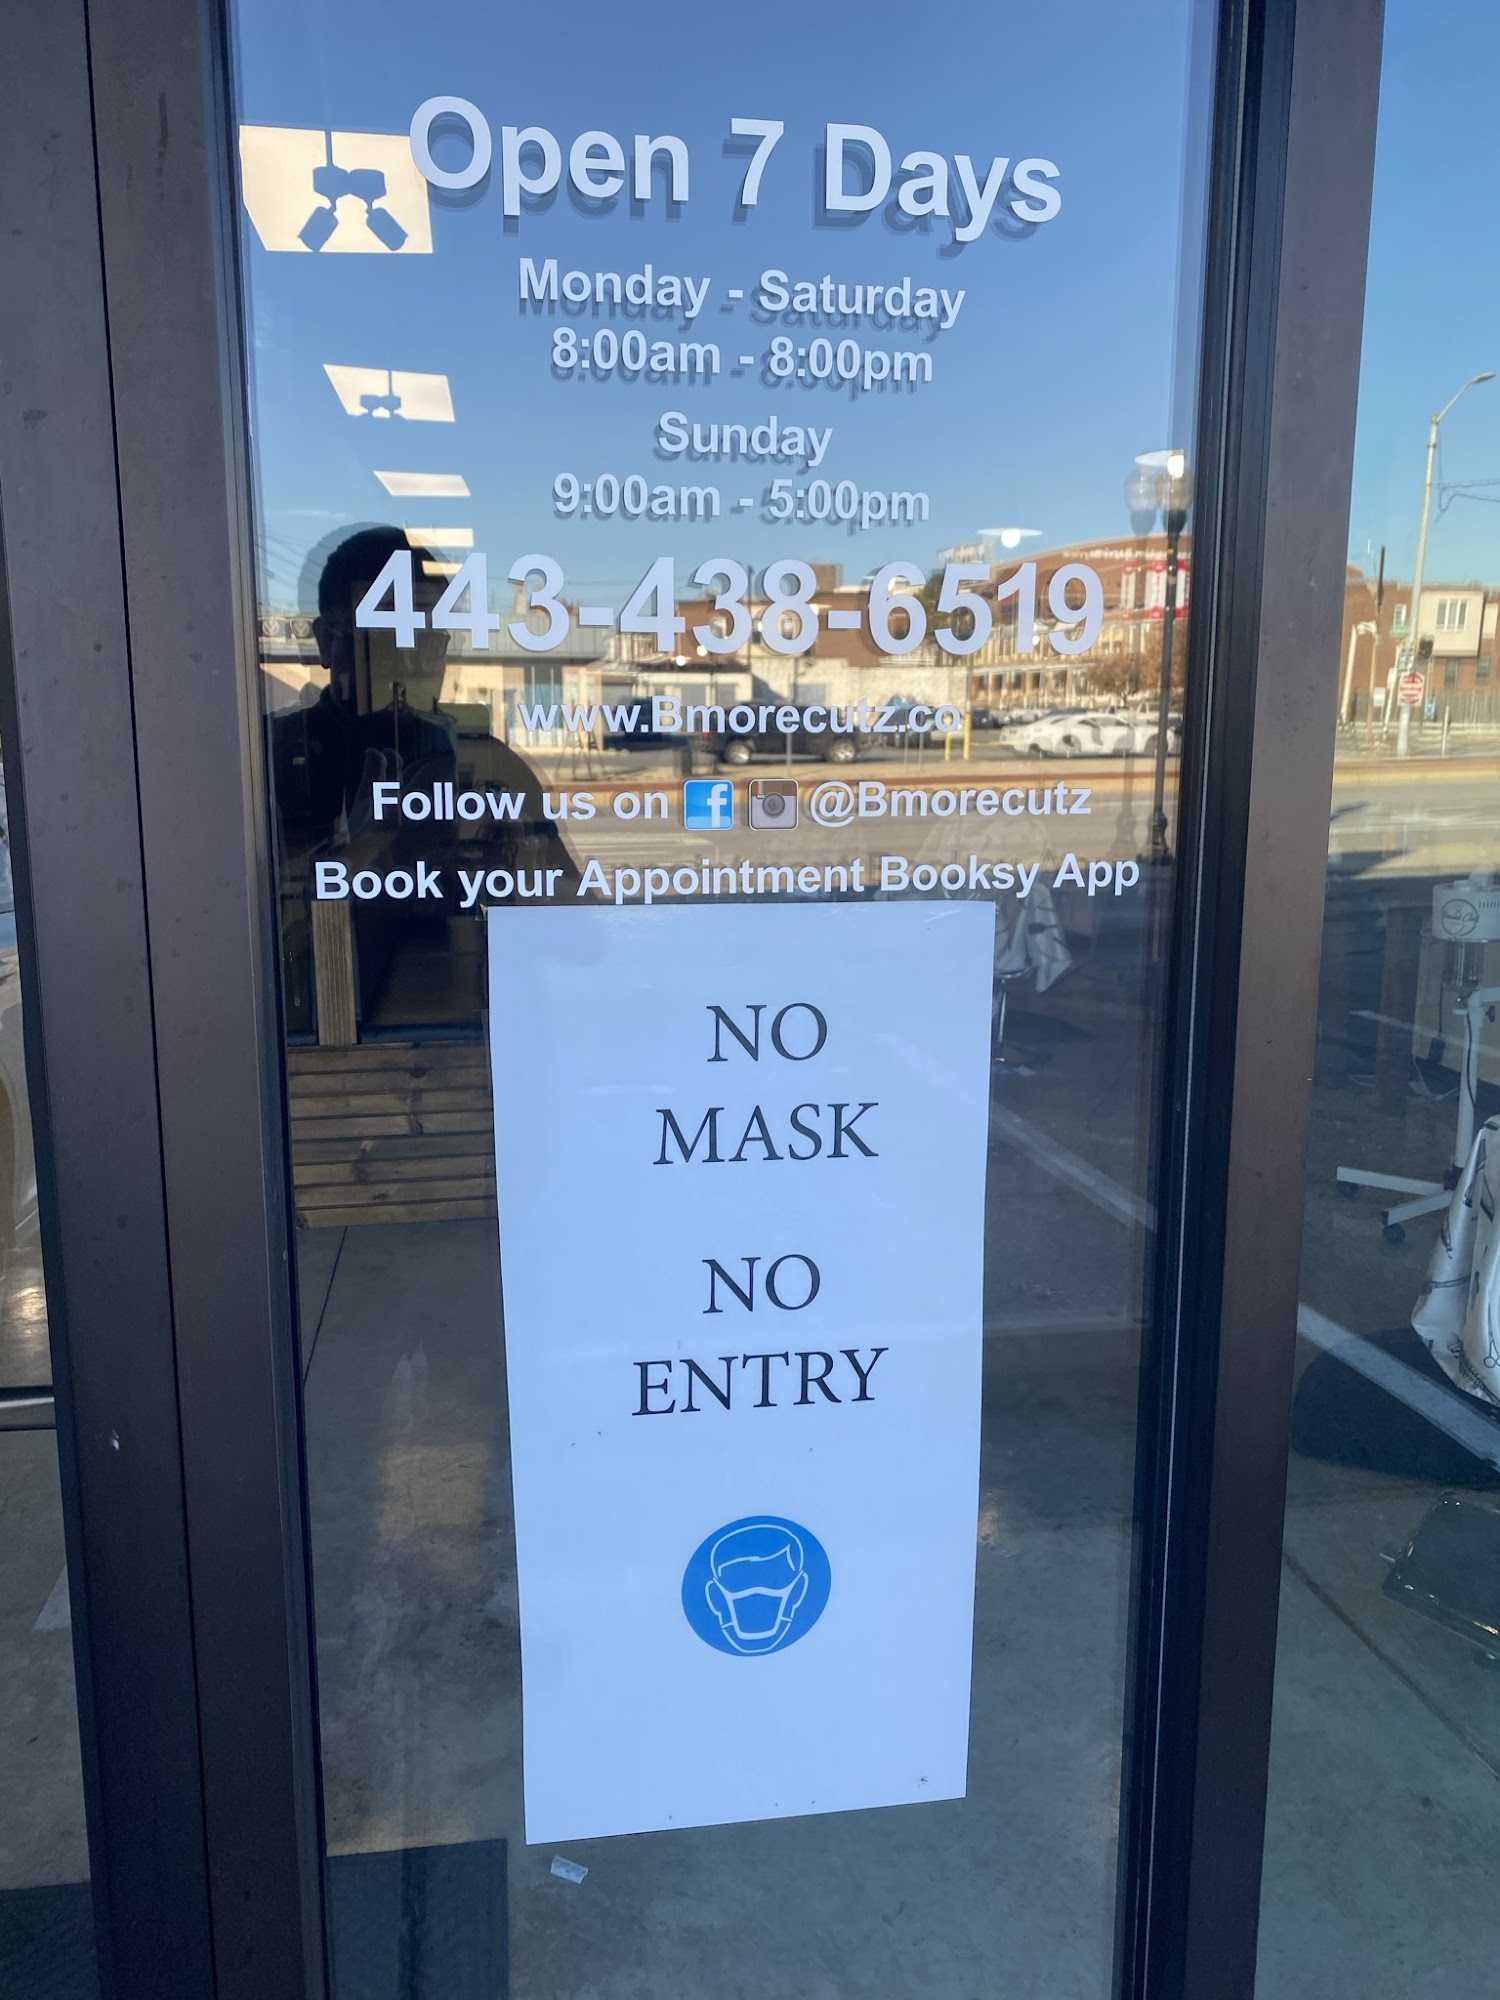 Open 7 Days
Monday - Saturday
8:00am - 8:00pm
Sunday
9:00am - 5:00pm
443-438-6519
www.Bmorecutz.co
Follow us on f @Bmorecutz
Book your Appointment Booksy App
NO
MASK
NO
ENTRY